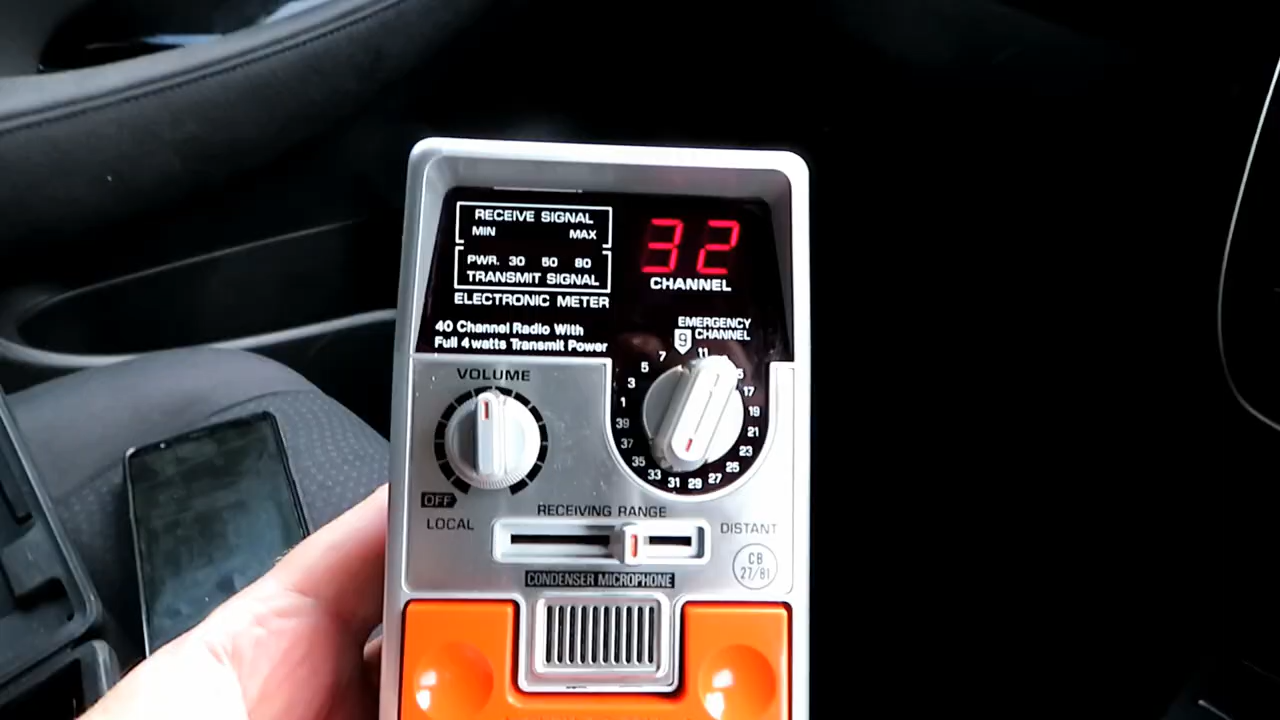 RECEIVE SIGNAL
MIN MAX
PWR. 30 50 80
TRANSMIT SIGNAL
ELECTRONIC METER
32
CHANNEL
40 Channel Radio With
Full 4 watts Transmit Power
EMERGENCY
CHANNEL
9
1 3 5 7 11 17 19 21 23 25 27 29 31 33 35 37 39
VOLUME
OFF
RECEIVING RANGE
LOCAL DISTANT
CB
27/81
CONDENSER MICROPHONE